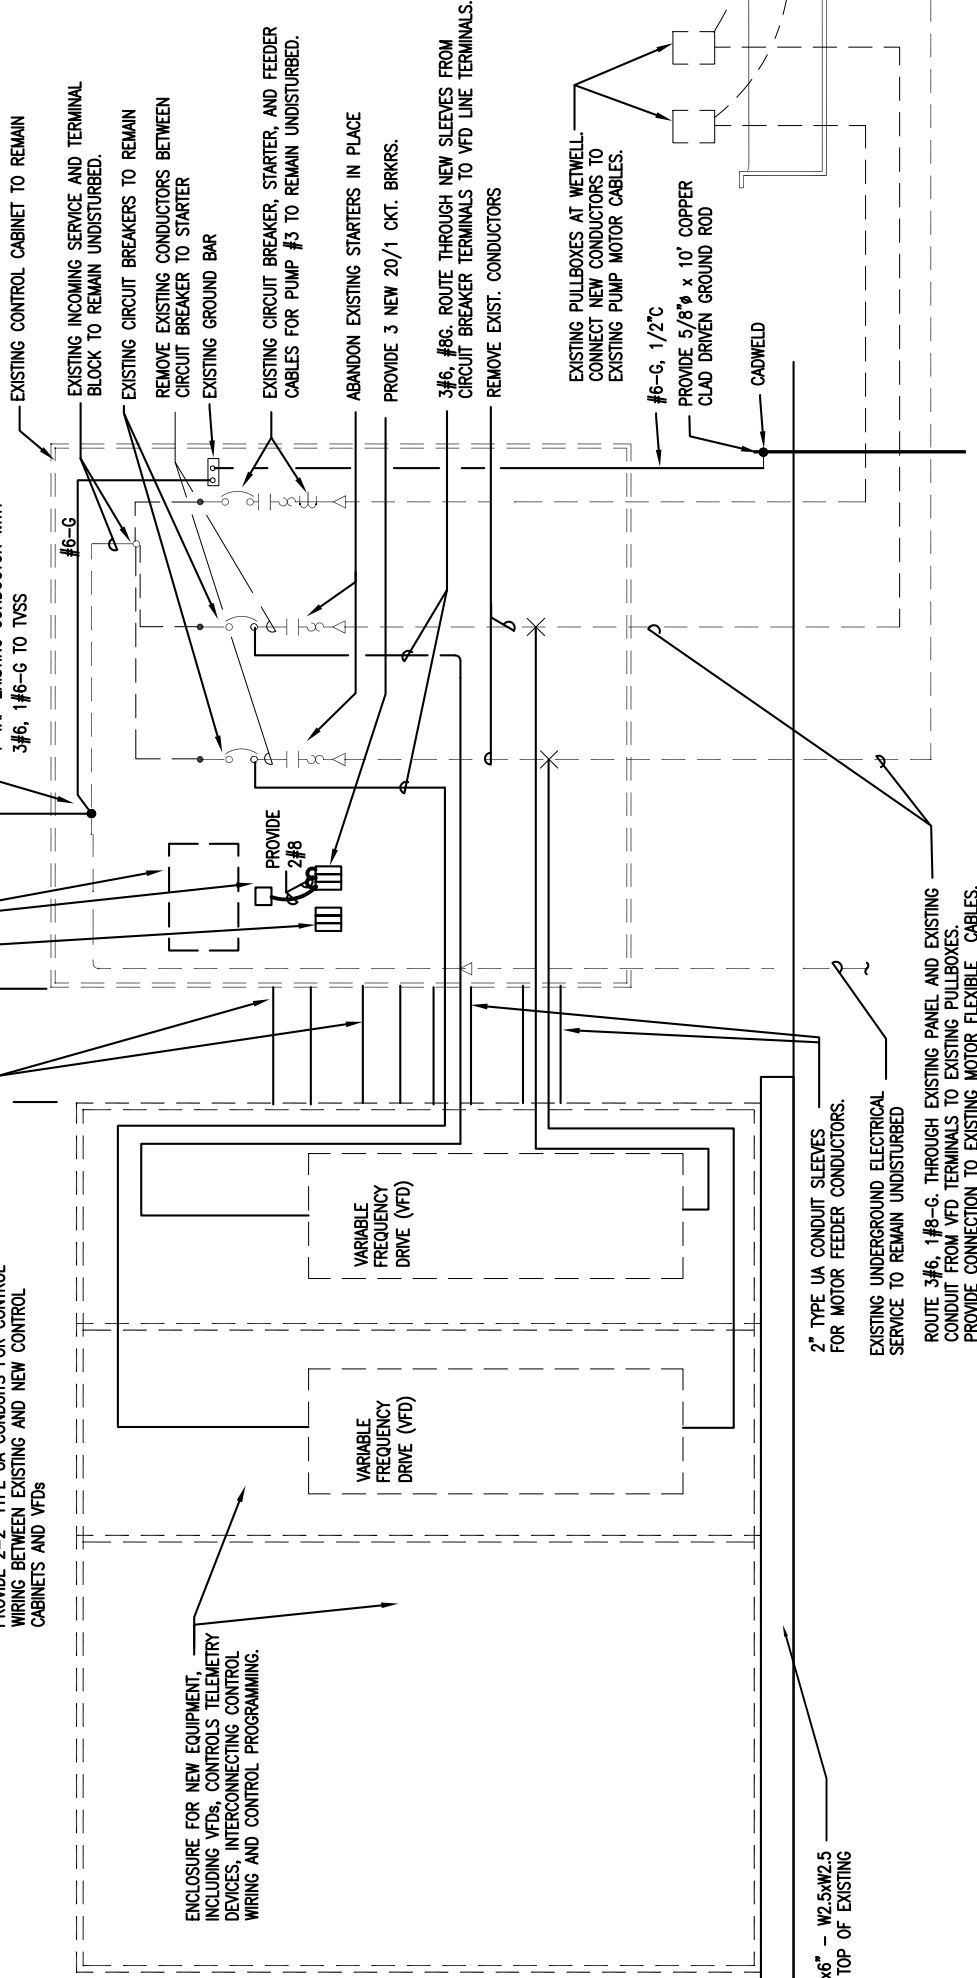 EXISTING CONTROL CABINET TO REMAIN
EXISTING INCOMING SERVICE AND TERMINAL
BLOCK TO REMAIN UNDISTURBED.
EXISTING CIRCUIT BREAKERS TO REMAIN
REMOVE EXISTING CONDUCTORS BETWEEN
CIRCUIT BREAKER TO STARTER
EXISTING GROUND BAR
EXISTING CIRCUIT BREAKER, STARTER, AND FEEDER
CABLES FOR PUMP #3 TO REMAIN UNDISTURBED.
ABANDON EXISTING STARTERS IN PLACE
PROVIDE 3 NEW 20/1 CKT. BRKRS.
3#6, #8G. ROUTE THROUGH NEW SLEEVES FROM
CIRCUIT BREAKER TERMINALS TO VFD LINE TERMINALS.
REMOVE EXIST. CONDUCTORS
EXISTING PULLBOXES AT WETWELL.
CONNECT NEW CONDUCTORS TO
EXISTING PUMP MOTOR CABLES.
#6-G, 1/2"C
PROVIDE 5/8"ø x 10' COPPER
CLAD DRIVEN GROUND ROD
CADWELD
3#6, 1#6-G TO TVSS
#6-G
PROVIDE
2#8
PROVIDE 2-2" TYPE UA CONDUITS FOR CONTROL
WIRING BETWEEN EXISTING AND NEW CONTROL
CABINETS AND VFDs
VARIABLE
FREQUENCY
DRIVE (VFD)
VARIABLE
FREQUENCY
DRIVE (VFD)
2" TYPE UA CONDUIT SLEEVES
FOR MOTOR FEEDER CONDUCTORS.
EXISTING UNDERGROUND ELECTRICAL
SERVICE TO REMAIN UNDISTURBED
ROUTE 3#6, 1#8-G. THROUGH EXISTING PANEL AND EXISTING
CONDUIT FROM VFD TERMINALS TO EXISTING PULLBOXES.
PROVIDE CONNECTION TO EXISTING MOTOR FLEXIBLE CABLES.
ENCLOSURE FOR NEW EQUIPMENT,
INCLUDING VFDs, CONTROLS TELEMETRY
DEVICES, INTERCONNECTING CONTROL
WIRING AND CONTROL PROGRAMMING.
x6" - W2.5xW2.5
TOP OF EXISTING